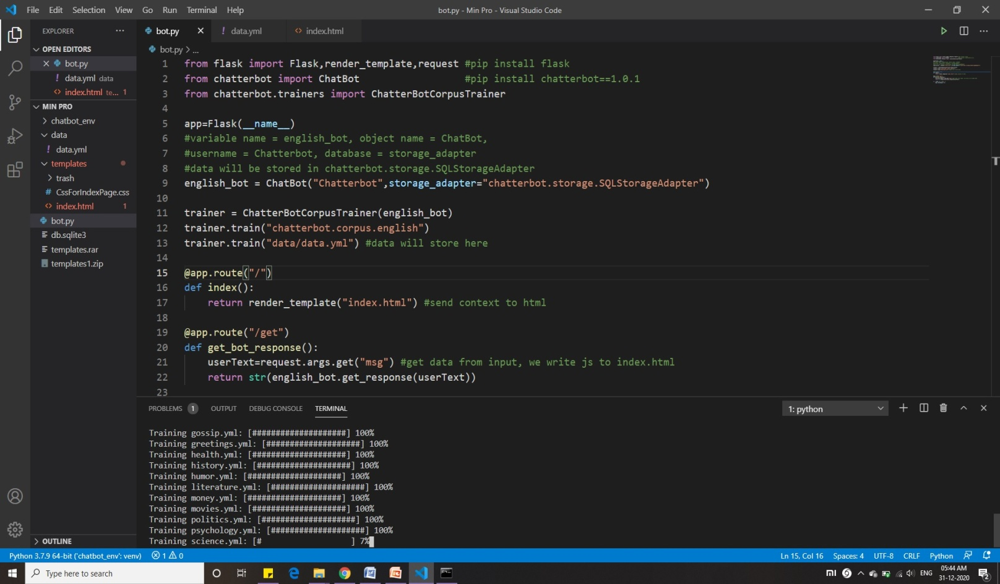 File Edit Selection View Go Run Terminal Help
bot.py - Min Pro - Visual Studio Code
EXPLORER ...
OPEN EDITORS
bot.py
data.yml data
index.html te... 1
MIN PRO
chatbot_env
data
data.yml
templates
trash
CssForIndexPage.css
index.html 1
bot.py
db.sqlite3
templates.rar
templates1.zip
OUTLINE
bot.py data.yml index.html
bot.py > ...
1 from flask import Flask,render_template,request #pip install flask
2 from chatterbot import ChatBot #pip install chatterbot==1.0.1
3 from chatterbot.trainers import ChatterBotCorpusTrainer
4
5 app=Flask(__name__)
6 #variable name = english_bot, object name = ChatBot,
7 #username = Chatterbot, database = storage_adapter
8 #data will be stored in chatterbot.storage.SQLStorageAdapter
9 english_bot = ChatBot("Chatterbot",storage_adapter="chatterbot.storage.SQLStorageAdapter")
10
11 trainer = ChatterBotCorpusTrainer(english_bot)
12 trainer.train("chatterbot.corpus.english")
13 trainer.train("data/data.yml") #data will store here
14
15 @app.route("/")
16 def index():
17 return render_template("index.html") #send context to html
18
19 @app.route("/get")
20 def get_bot_response():
21 userText=request.args.get("msg") #get data from input, we write js to index.html
22 return str(english_bot.get_response(userText))
23
PROBLEMS 1 OUTPUT DEBUG CONSOLE TERMINAL
1: python
Training gossip.yml: [####################] 100%
Training greetings.yml: [####################] 100%
Training health.yml: [####################] 100%
Training history.yml: [####################] 100%
Training humor.yml: [####################] 100%
Training literature.yml: [####################] 100%
Training money.yml: [####################] 100%
Training movies.yml: [####################] 100%
Training politics.yml: [####################] 100%
Training psychology.yml: [####################] 100%
Training science.yml: [# ] 7%
Python 3.7.9 64-bit ('chatbot_env': venv) 1 0
Ln 15, Col 16 Spaces: 4 UTF-8 CRLF Python
Type here to search
ENG
05:44 AM
31-12-2020
2